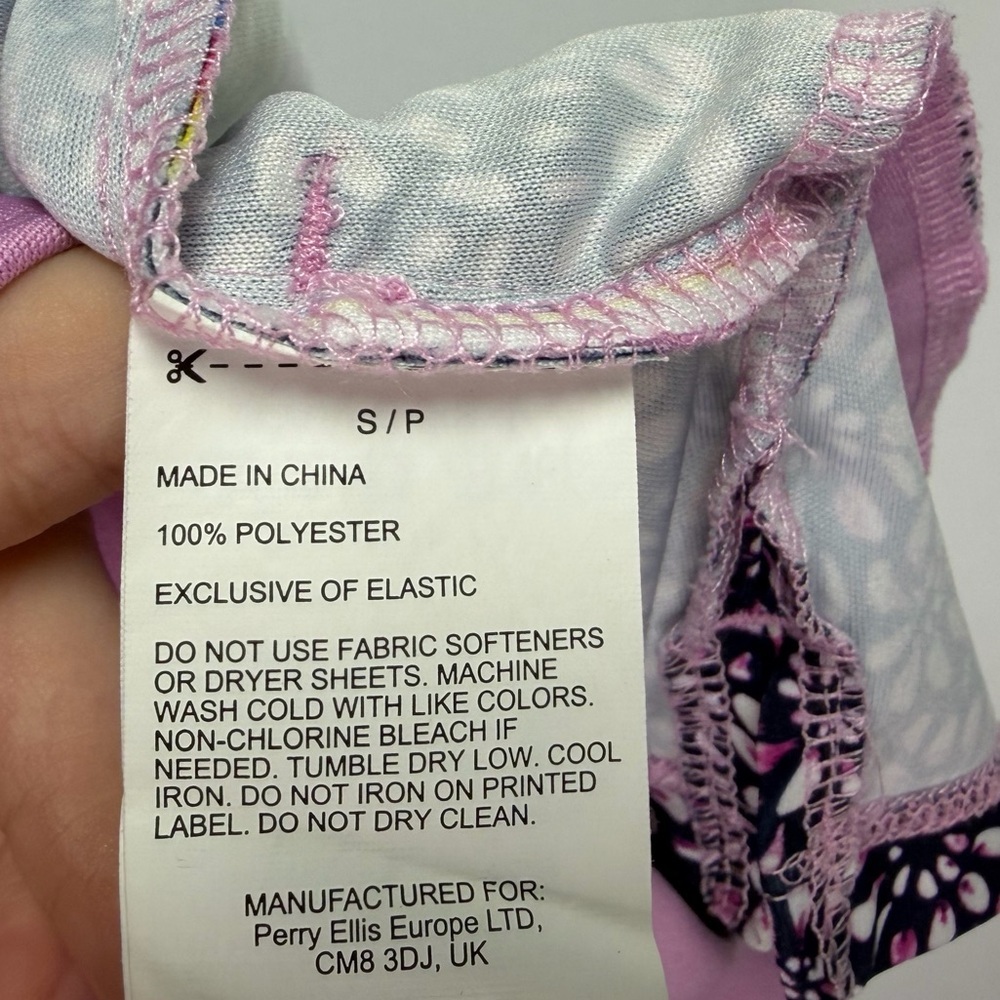 S / P
MADE IN CHINA
100% POLYESTER
EXCLUSIVE OF ELASTIC
DO NOT USE FABRIC SOFTENERS
OR DRYER SHEETS. MACHINE
WASH COLD WITH LIKE COLORS.
NON-CHLORINE BLEACH IF
NEEDED. TUMBLE DRY LOW. COOL
IRON. DO NOT IRON ON PRINTED
LABEL. DO NOT DRY CLEAN.
MANUFACTURED FOR:
Perry Ellis Europe LTD,
CM8 3DJ, UK